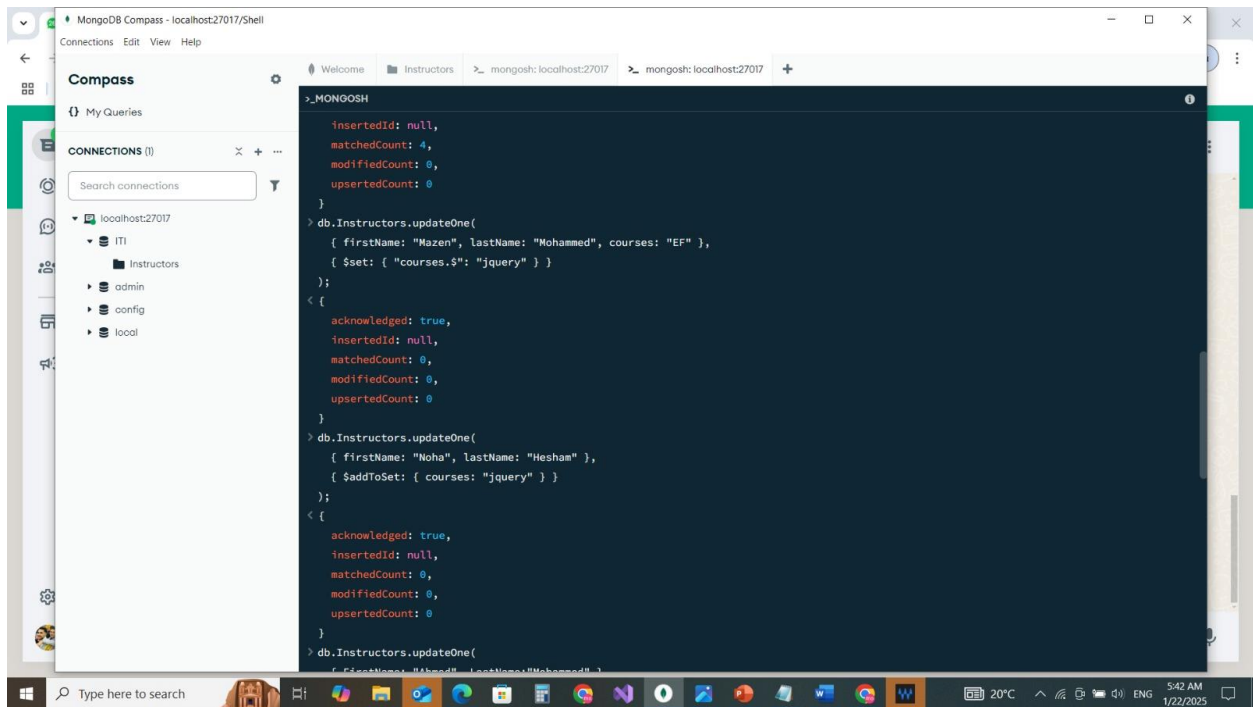 MongoDB Compass - localhost:27017/Shell
Connections Edit View Help
Compass
{} My Queries
CONNECTIONS (1)
Search connections
localhost:27017
ITI
Instructors
admin
config
local
Welcome Instructors >_ mongosh: localhost:27017 >_ mongosh: localhost:27017 +
>_MONGOSH
insertedId: null,
matchedCount: 4,
modifiedCount: 0,
upsertedCount: 0
}
> db.Instructors.updateOne(
{ firstName: "Mazen", lastName: "Mohammed", courses: "EF" },
{ $set: { "courses.$": "jquery" } }
);
< {
acknowledged: true,
insertedId: null,
matchedCount: 0,
modifiedCount: 0,
upsertedCount: 0
}
> db.Instructors.updateOne(
{ firstName: "Noha", lastName: "Hesham" },
{ $addToSet: { courses: "jquery" } }
);
< {
acknowledged: true,
insertedId: null,
matchedCount: 0,
modifiedCount: 0,
upsertedCount: 0
}
> db.Instructors.updateOne(
{ FirstName: "Ahmed", LastName:"Mohammed" }
Type here to search
20°C
ENG
5:42 AM
1/22/2025